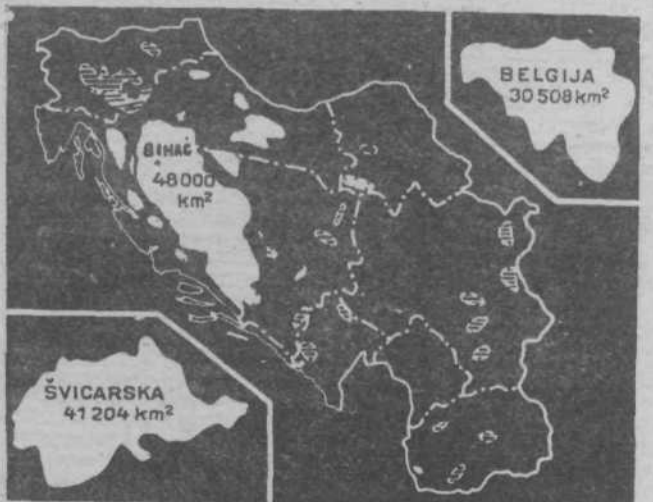 BELGIJA
30 508 km²
BIHAĆ
48 000
km²
ŠVICARSKA
41 204 km²